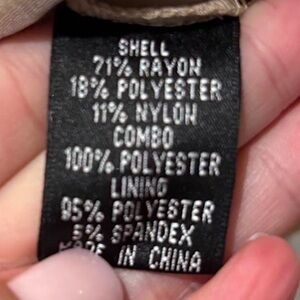 SHELL
71% RAYON
18% POLYESTER
11% NYLON
COMBO
100% POLYESTER
LINING
95% POLYESTER
5% SPANDEX
MADE IN CHINA